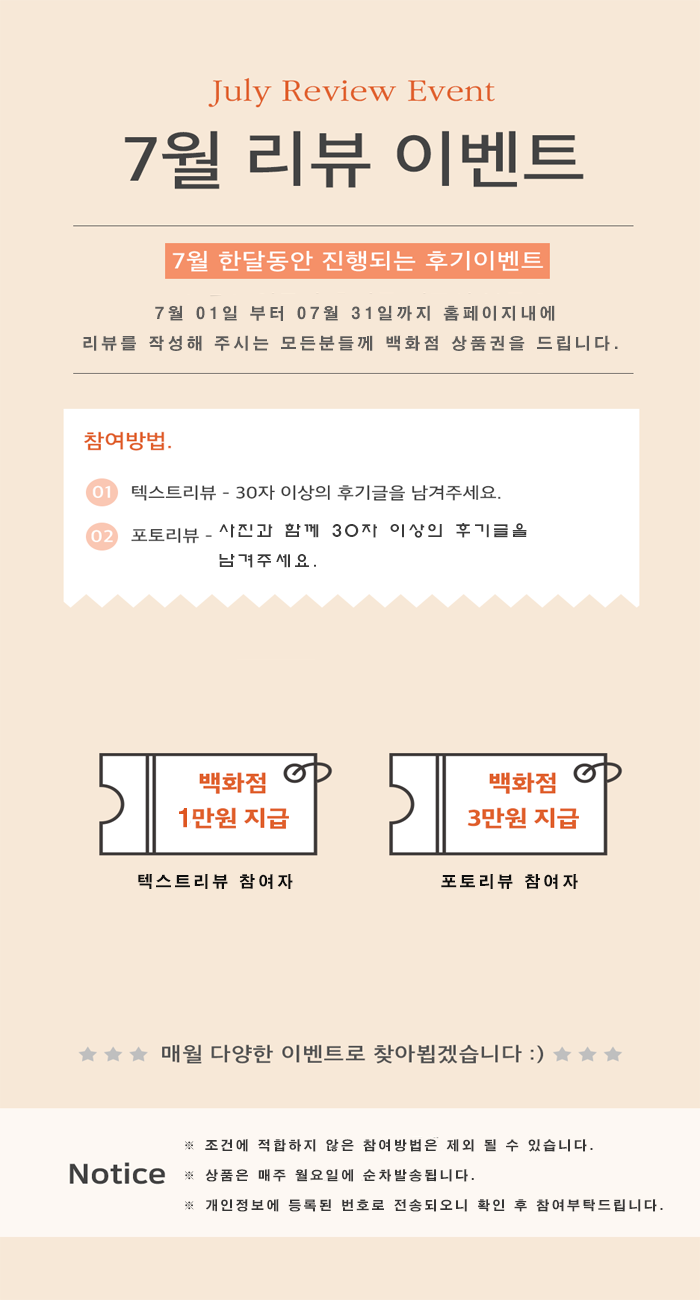 July Review Event
7월 리뷰 이벤트
7월 한달동안 진행되는 후기이벤트
7월 01일 부터 07월 31일까지 홈페이지내에
리뷰를 작성해 주시는 모든분들께 백화점 상품권을 드립니다.
참여방법.
01 텍스트리뷰 - 30자 이상의 후기글을 남겨주세요.
02 포토리뷰 - 사진과 함께 30자 이상의 후기글을
남겨주세요.
백화점
1만원 지급
텍스트리뷰 참여자
백화점
3만원 지급
포토리뷰 참여자
매월 다양한 이벤트로 찾아뵙겠습니다 :)
Notice
※ 조건에 적합하지 않은 참여방법은 제외 될 수 있습니다.
※ 상품은 매주 월요일에 순차발송됩니다.
※ 개인정보에 등록된 번호로 전송되오니 확인 후 참여부탁드립니다.